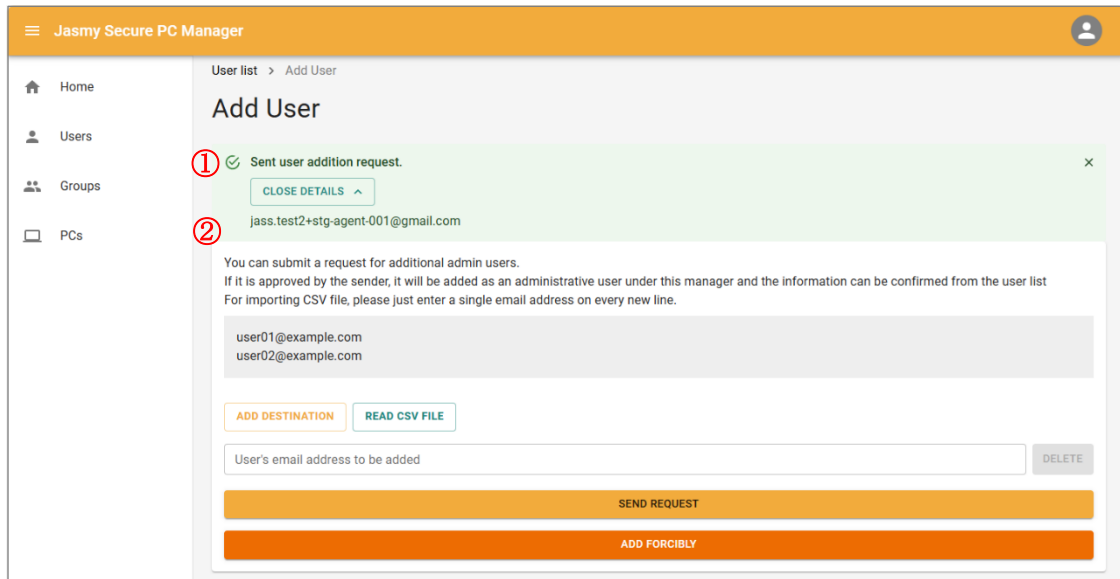 Jasmy Secure PC Manager
Home
Users
Groups
PCs
User list > Add User
Add User
① Sent user addition request.
CLOSE DETAILS
② jass.test2+stg-agent-001@gmail.com
You can submit a request for additional admin users.
If it is approved by the sender, it will be added as an administrative user under this manager and the information can be confirmed from the user list
For importing CSV file, please just enter a single email address on every new line.
user01@example.com
user02@example.com
ADD DESTINATION READ CSV FILE
User's email address to be added DELETE
SEND REQUEST
ADD FORCIBLY